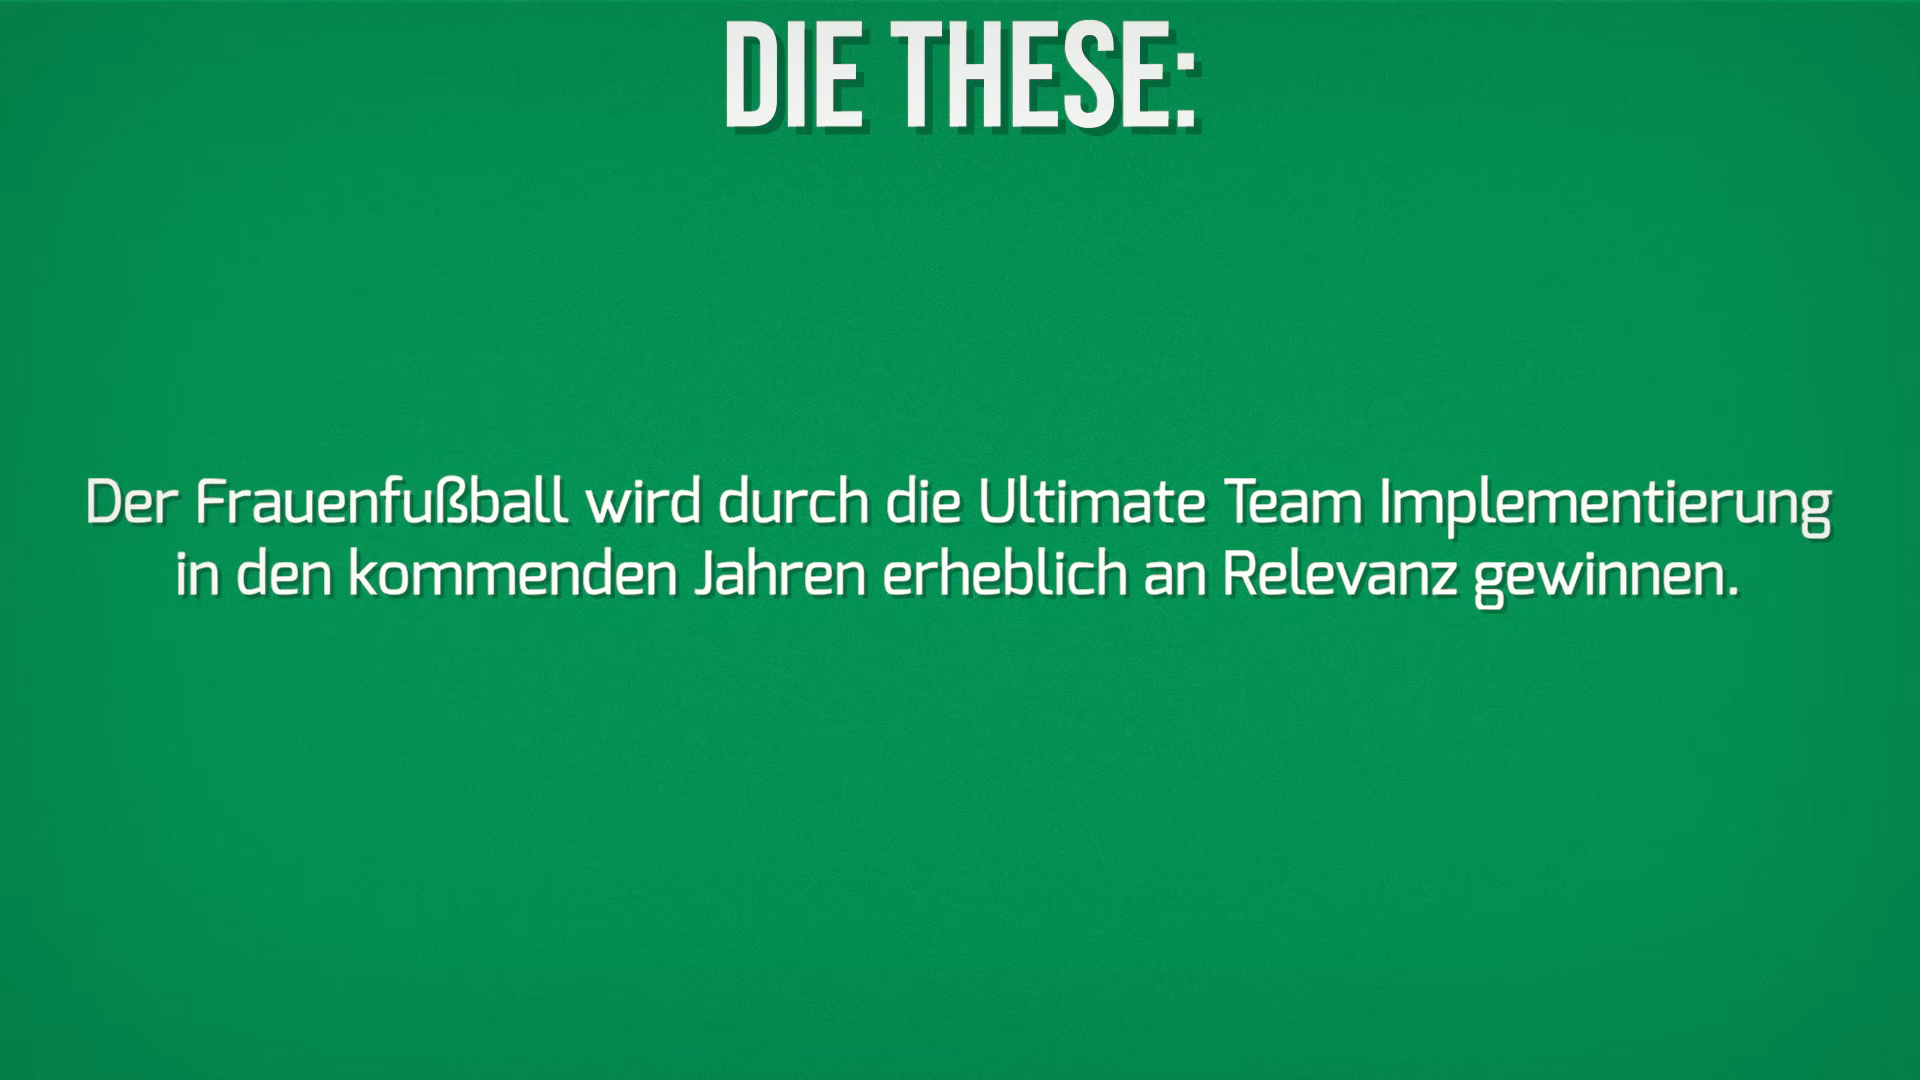 DIE THESE:
Der Frauenfußball wird durch die Ultimate Team Implementierung
in den kommenden Jahren erheblich an Relevanz gewinnen.